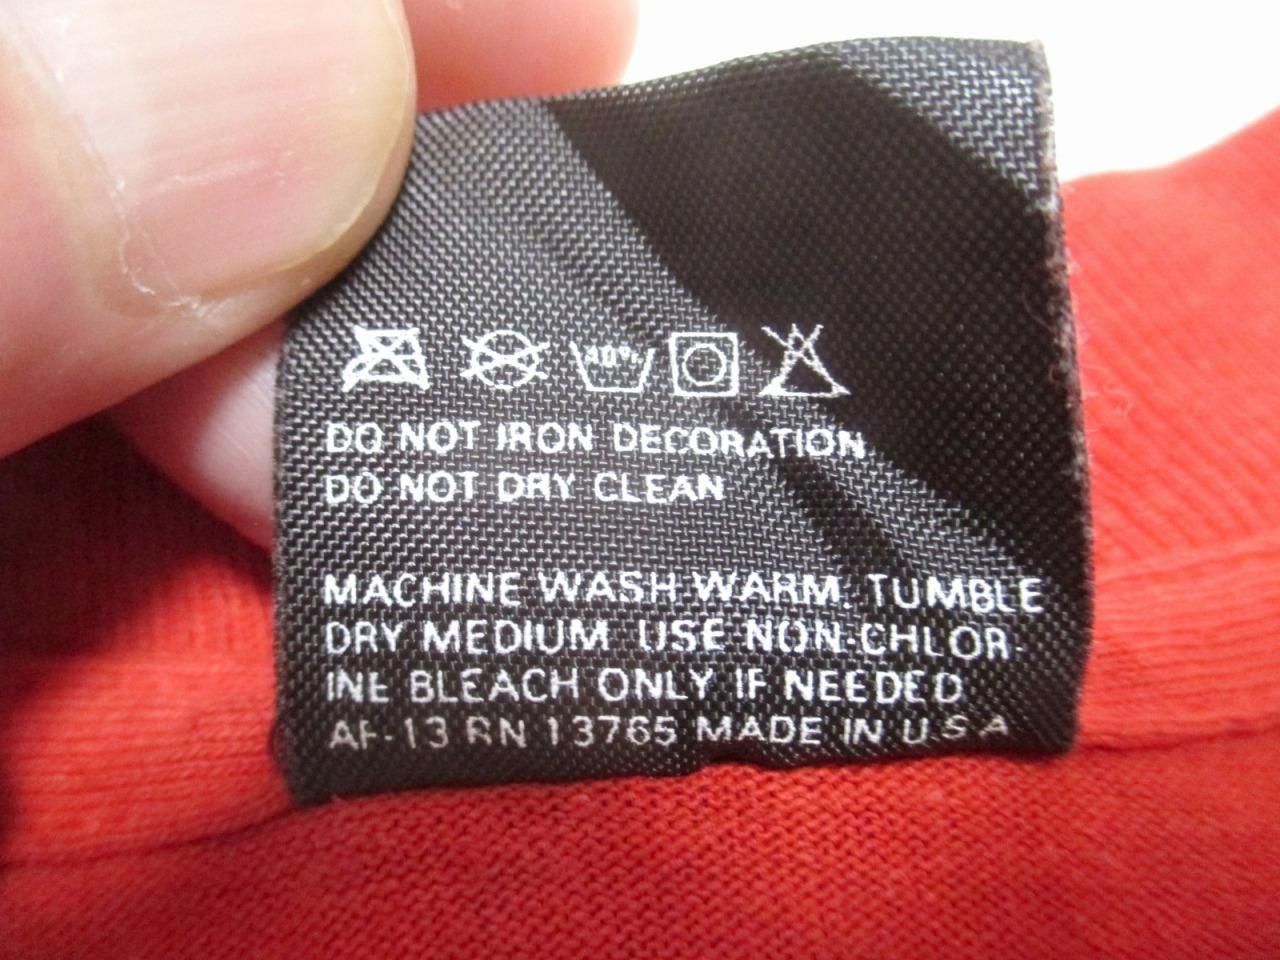 40°c
DO NOT IRON DECORATION
DO NOT DRY CLEAN
MACHINE WASH WARM. TUMBLE
DRY MEDIUM USE NON-CHLOR-
INE BLEACH ONLY IF NEEDED
AF-13 RN 13765 MADE IN U.S.A